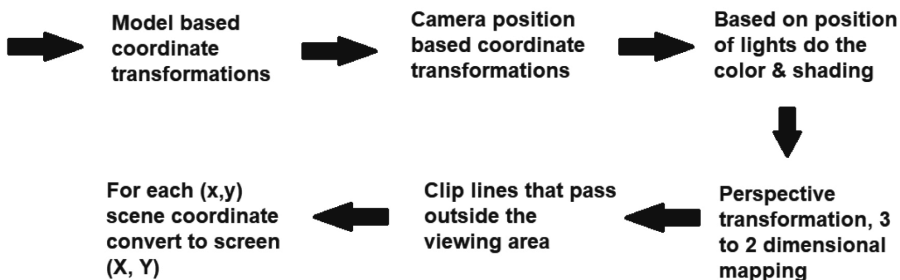 Model based
coordinate
transformations
Camera position
based coordinate
transformations
Based on position
of lights do the
color & shading
Perspective
transformation, 3
to 2 dimensional
mapping
Clip lines that pass
outside the
viewing area
For each (x,y)
scene coordinate
convert to screen
(X, Y)